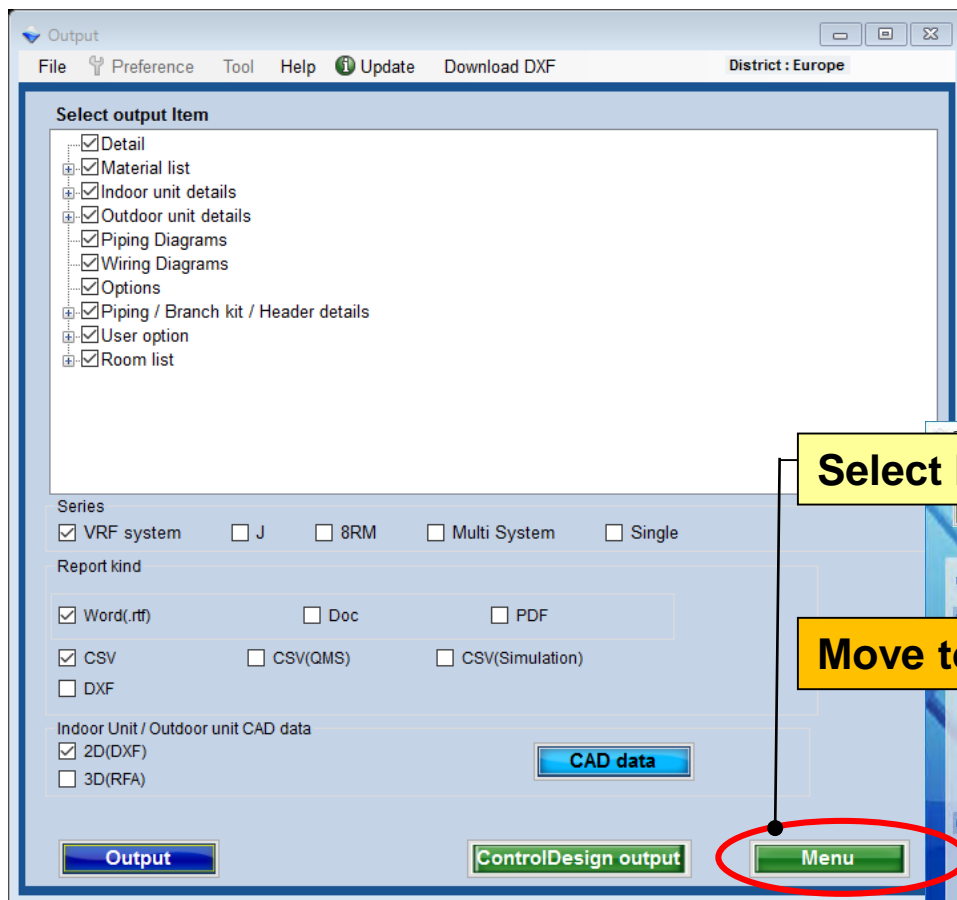 Output
File Preference Tool Help Update Download DXF District : Europe
Select output Item
Detail
Material list
Indoor unit details
Outdoor unit details
Piping Diagrams
Wiring Diagrams
Options
Piping / Branch kit / Header details
User option
Room list
Select
Series
VRF system J 8RM Multi System Single
Report kind
Word(.rtf) Doc PDF
CSV CSV(QMS) CSV(Simulation)
Move
DXF
Indoor Unit / Outdoor unit CAD data
2D(DXF)
3D(RFA)
CAD data
Output ControlDesign output Menu